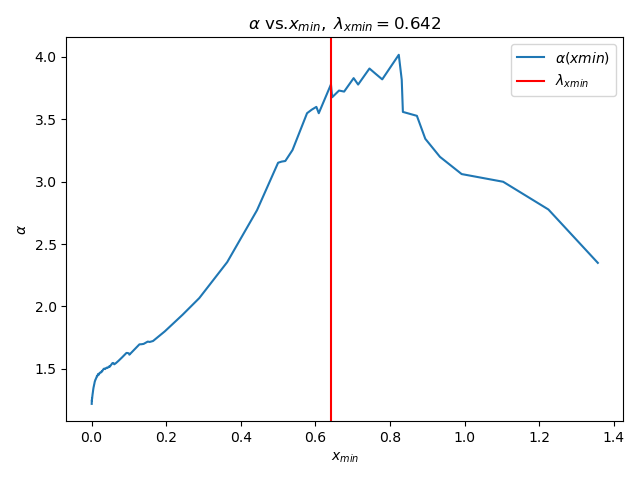 α vs.x_min, λ_xmin = 0.642
α(xmin)
λ_xmin
4.0
3.5
3.0
2.5
2.0
1.5
α
0.0 0.2 0.4 0.6 0.8 1.0 1.2 1.4
x_min